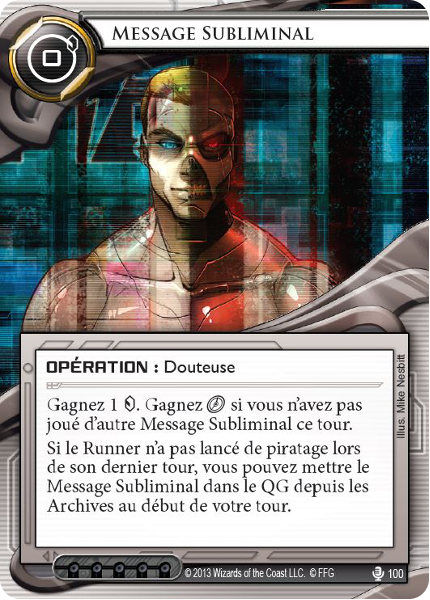 Message Subliminal
OPÉRATION : Douteuse
Gagnez 1 . Gagnez si vous n'avez pas
joué d'autre Message Subliminal ce tour.
Si le Runner n'a pas lancé de piratage lors
de son dernier tour, vous pouvez mettre le
Message Subliminal dans le QG depuis les
Archives au début de votre tour.
Illus. Mike Nesbitt
© 2013 Wizards of the Coast LLC. © FFG
100